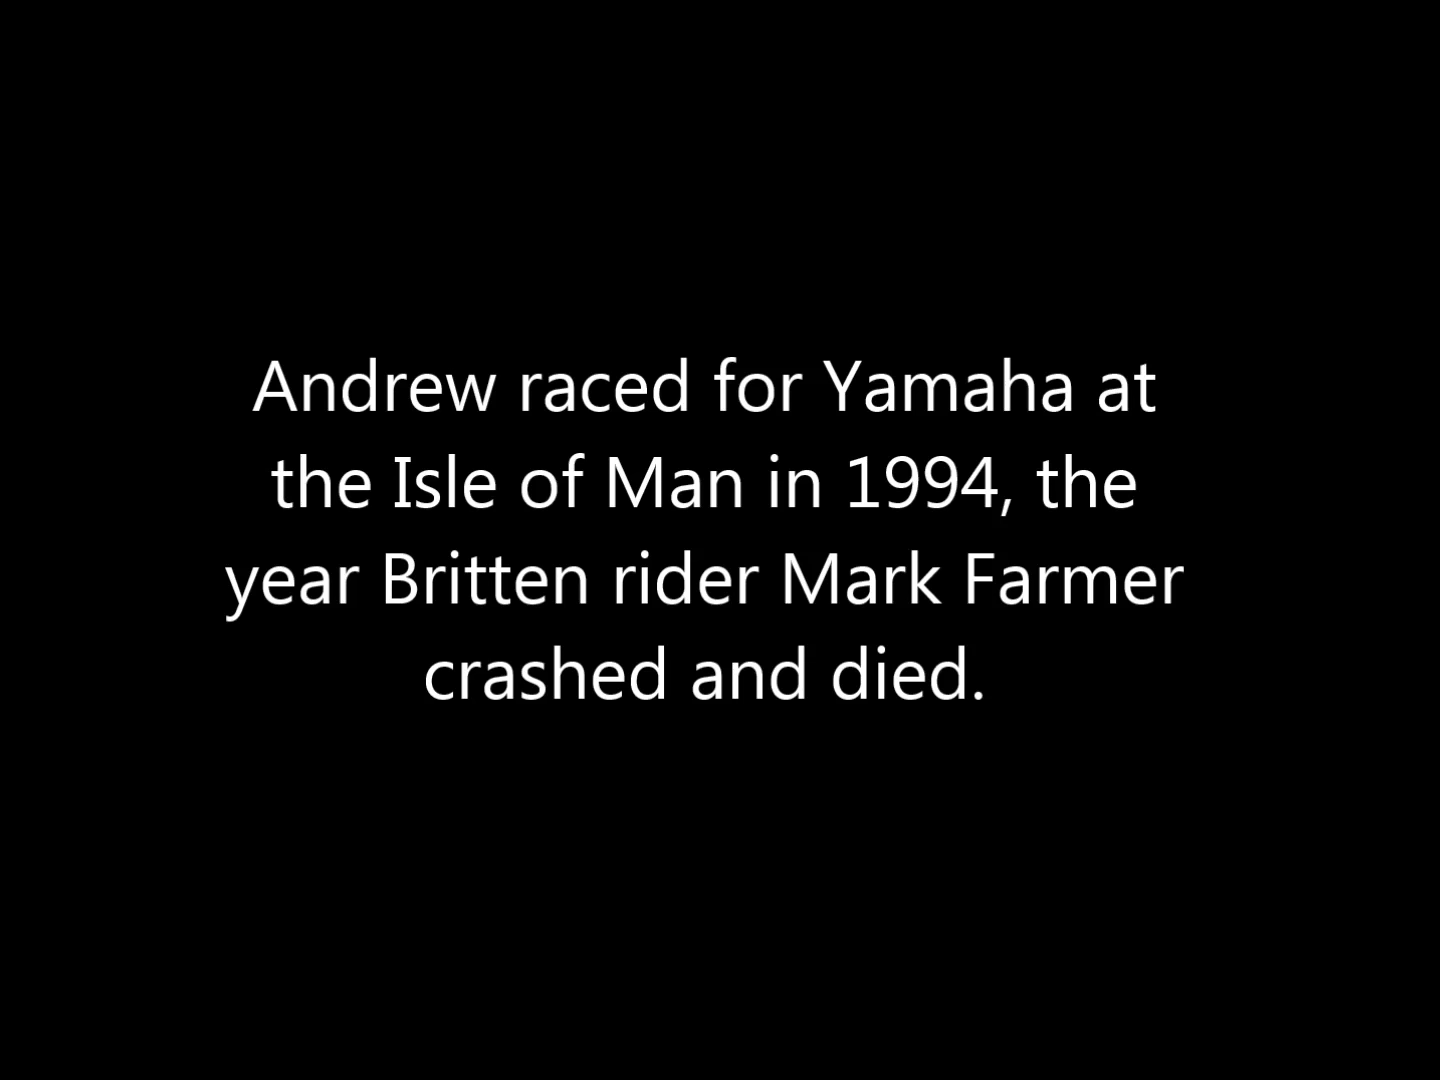 Andrew raced for Yamaha at
the Isle of Man in 1994, the
year Britten rider Mark Farmer
crashed and died.